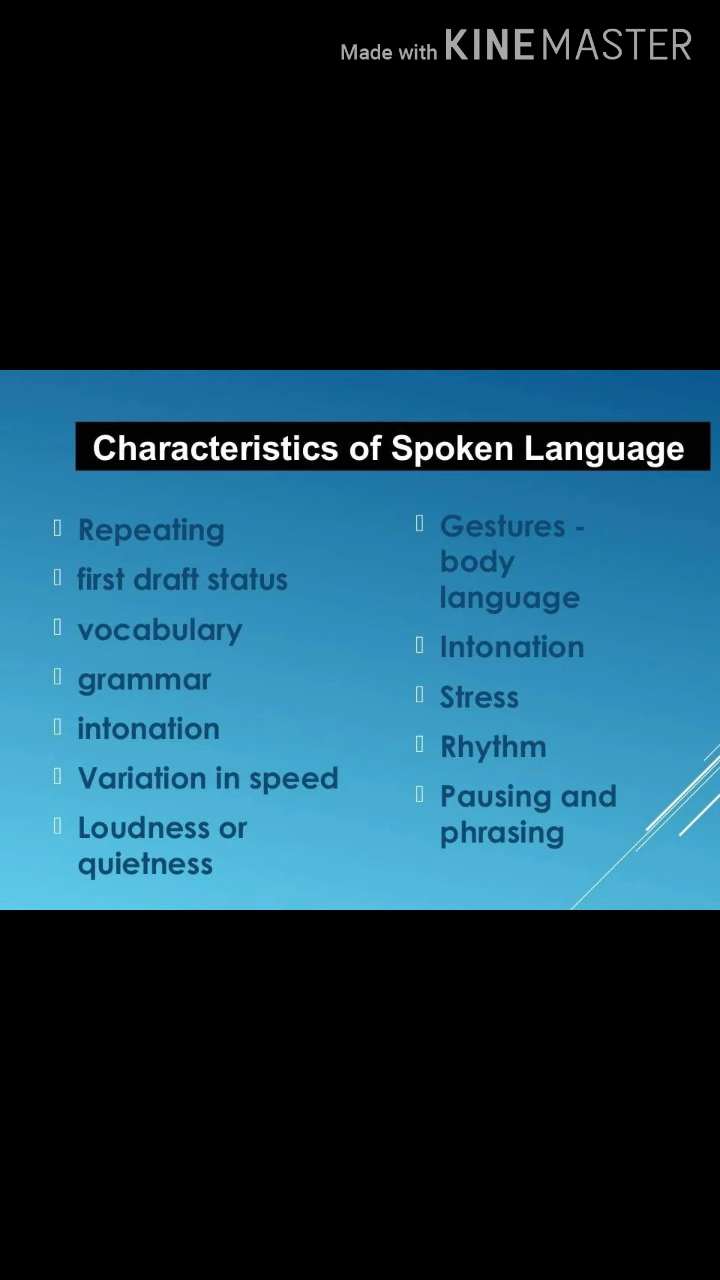 Made with KINEMASTER
Characteristics of Spoken Language
Repeating
first draft status
vocabulary
grammar
intonation
Variation in speed
Loudness or
quietness
Gestures -
body
language
Intonation
Stress
Rhythm
Pausing and
phrasing